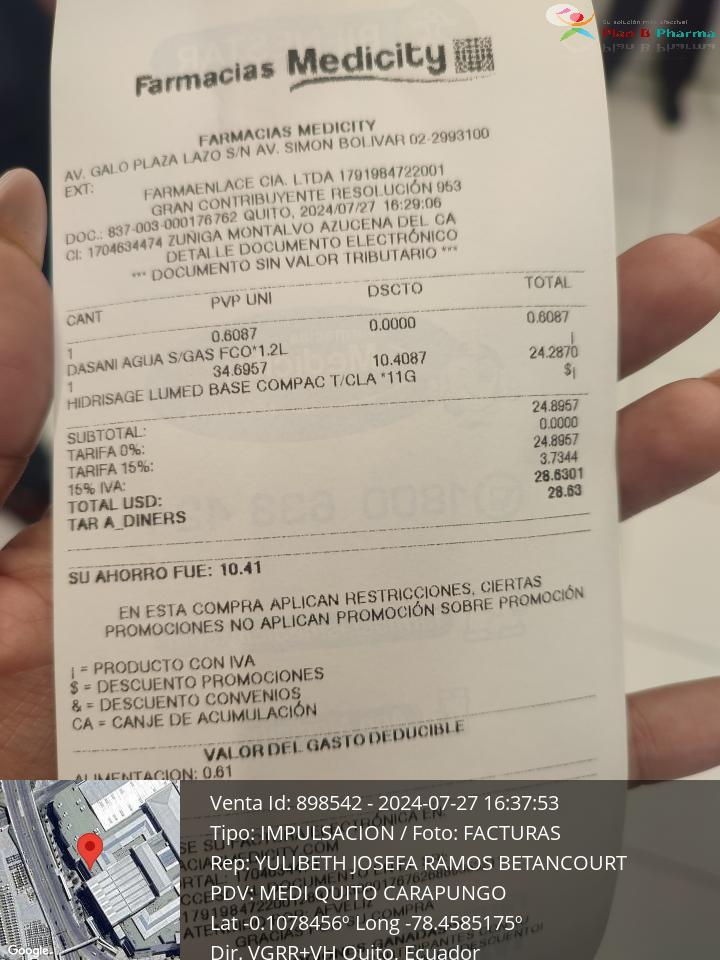 Su solución más efectiva!
Plan B Pharma
Farmacias Medicity
FARMACIAS MEDICITY
AV. GALO PLAZA LAZO S/N AV. SIMON BOLIVAR 02-2993100
EXT:
FARMAENLACE CIA. LTDA 1791984722001
GRAN CONTRIBUYENTE RESOLUCIÓN 953
DOC.: 837-003-000176762 QUITO, 2024/07/27 16:29:06
CI: 1704634474 ZUÑIGA MONTALVO AZUCENA DEL CA
DETALLE DOCUMENTO ELECTRÓNICO
*** DOCUMENTO SIN VALOR TRIBUTARIO ***
CANT PVP UNI DSCTO TOTAL
1 0.6087 0.0000 0.6087
DASANI AGUA S/GAS FCO*1.2L ¡
1 34.6957 10.4087 24.2870
HIDRISAGE LUMED BASE COMPAC T/CLA *11G $¡
SUBTOTAL: 24.8957
TARIFA 0%: 0.0000
TARIFA 15%: 24.8957
15% IVA: 3.7344
TOTAL USD: 28.6301
TAR A_DINERS 28.63
SU AHORRO FUE: 10.41
EN ESTA COMPRA APLICAN RESTRICCIONES, CIERTAS
PROMOCIONES NO APLICAN PROMOCIÓN SOBRE PROMOCIÓN
¡ = PRODUCTO CON IVA
$ = DESCUENTO PROMOCIONES
& = DESCUENTO CONVENIOS
CA = CANJE DE ACUMULACIÓN
VALOR DEL GASTO DEDUCIBLE
ALIMENTACION: 0.61
Venta Id: 898542 - 2024-07-27 16:37:53
Tipo: IMPULSACION / Foto: FACTURAS
Rep: YULIBETH JOSEFA RAMOS BETANCOURT
PDV: MEDI QUITO CARAPUNGO
Lat -0.1078456º Long -78.4585175º
Dir. VGRR+VH Quito, Ecuador
Google